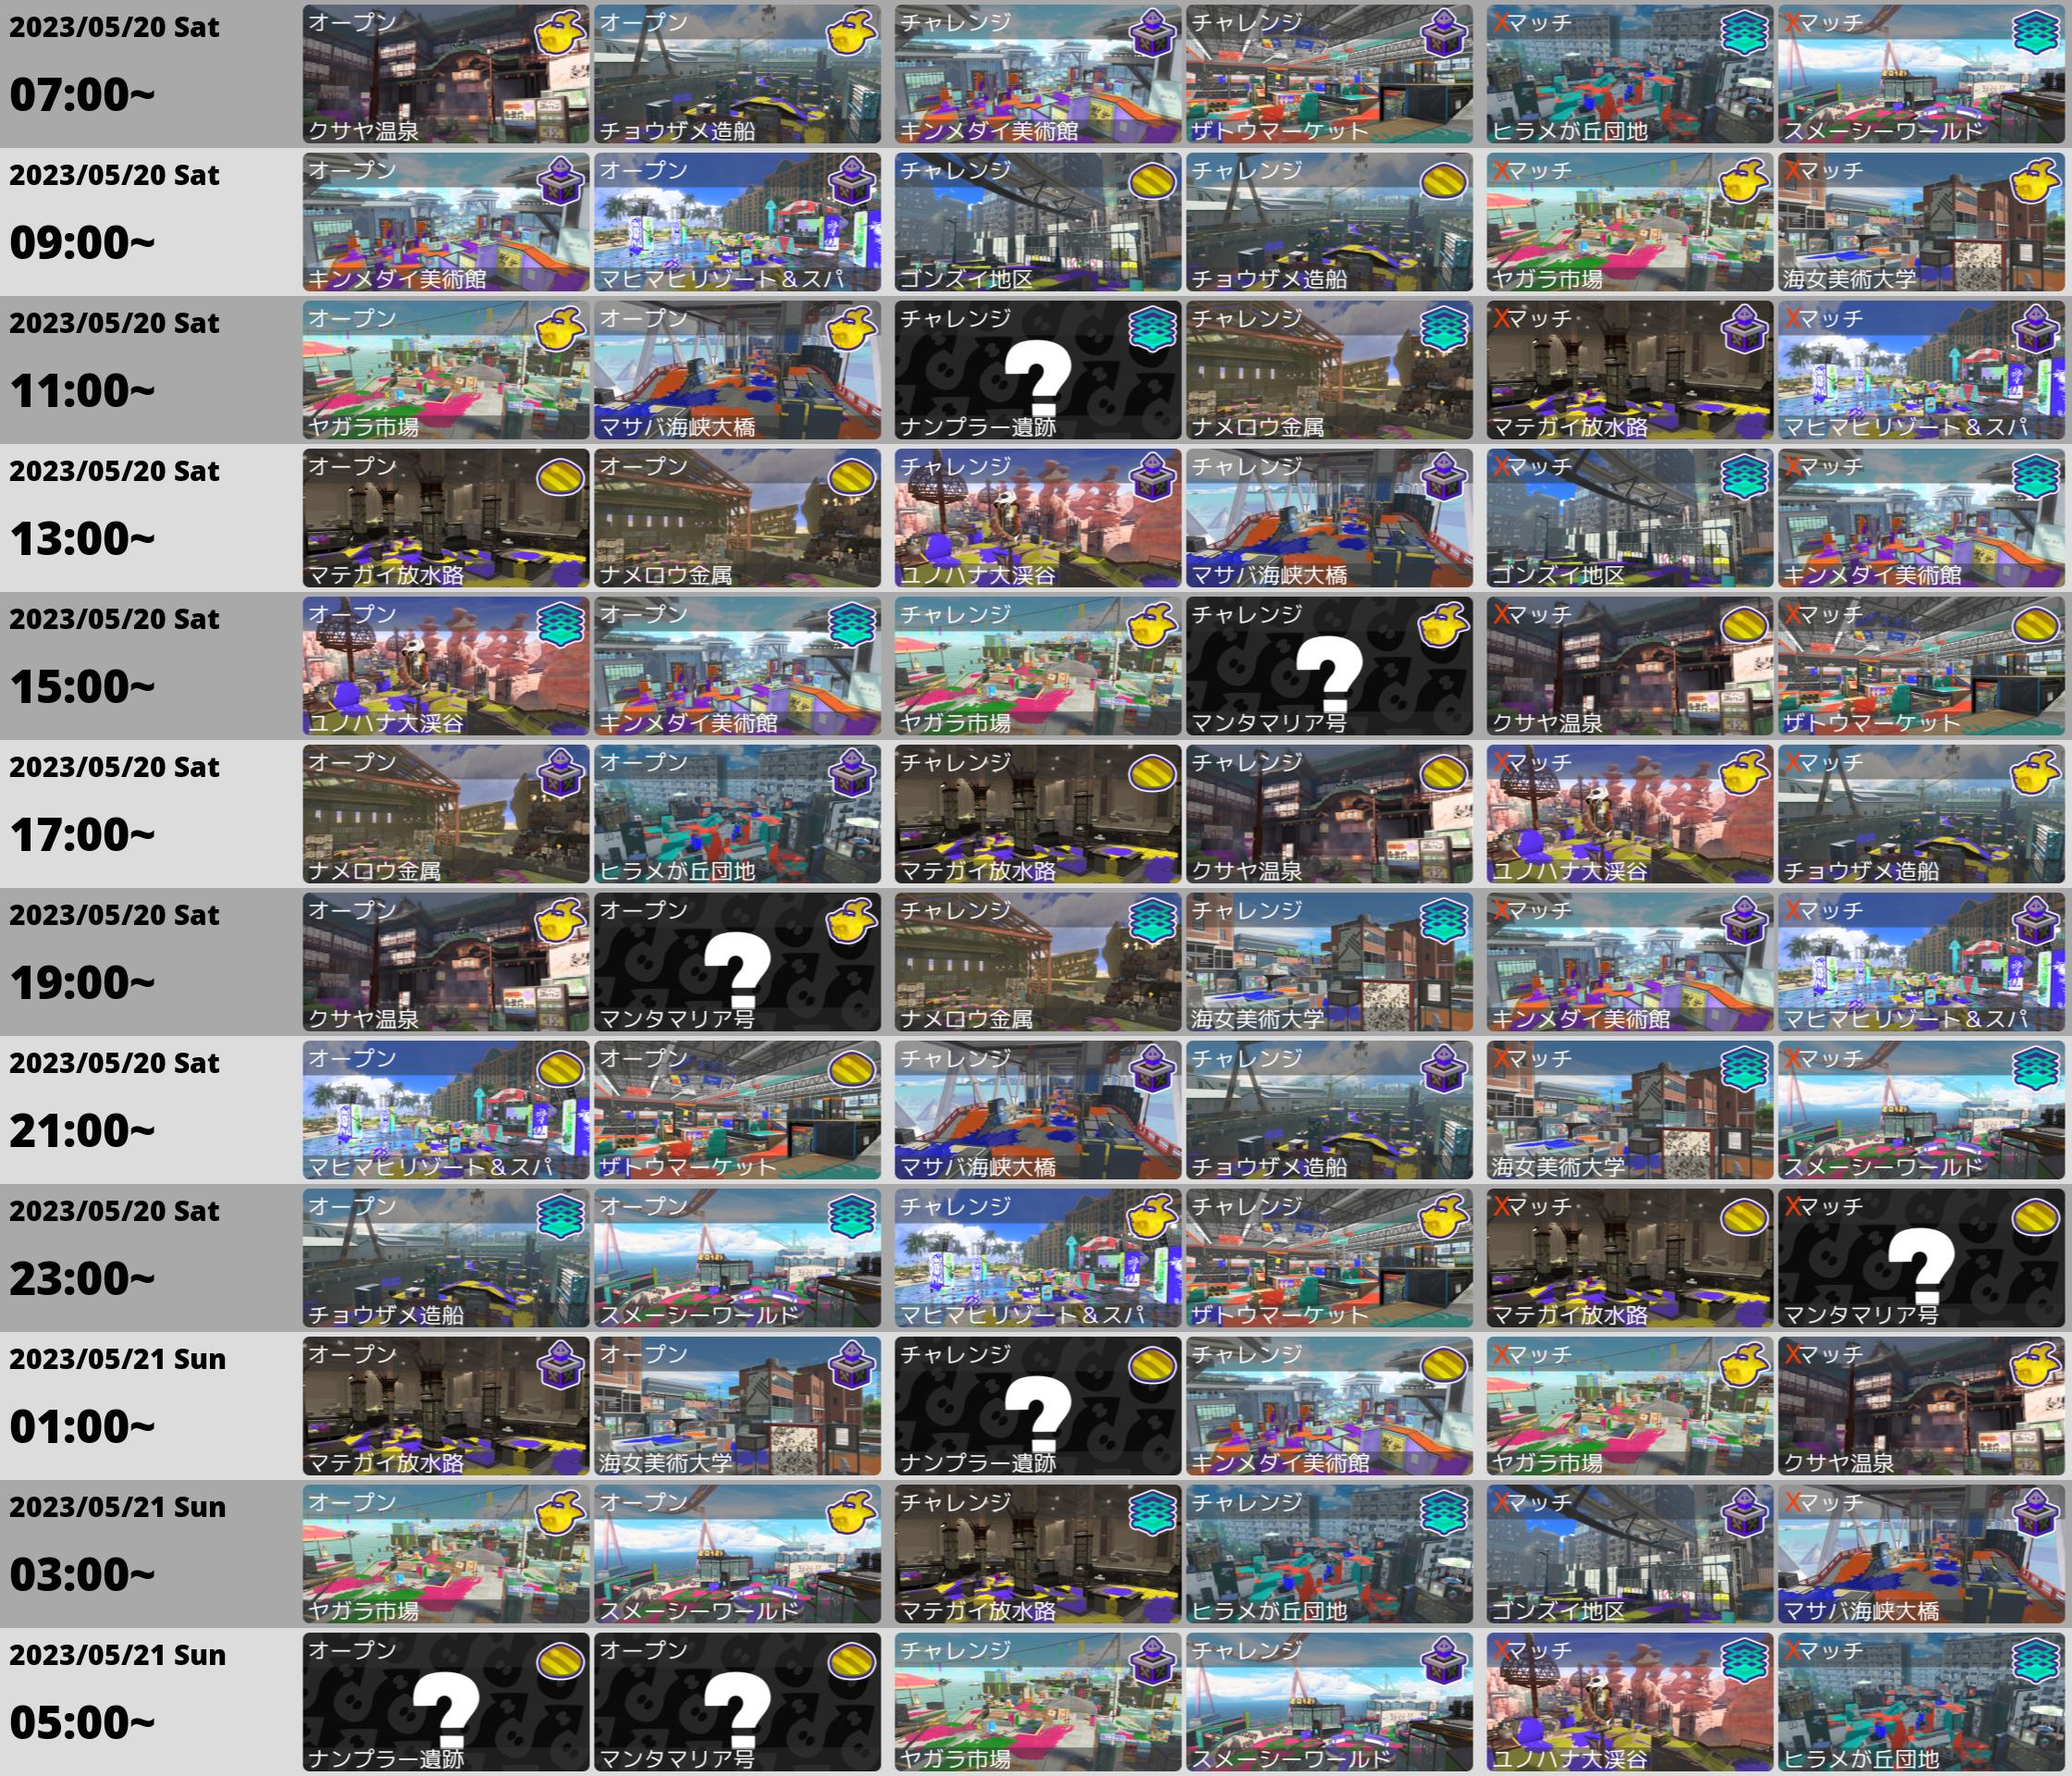 2023/05/20 Sat
07:00~
オープン オープン チャレンジ チャレンジ Xマッチ Xマッチ
クサヤ温泉 チョウザメ造船 キンメダイ美術館 ザトウマーケット ヒラメが丘団地 スメーシーワールド
2023/05/20 Sat
09:00~
オープン オープン チャレンジ チャレンジ Xマッチ Xマッチ
キンメダイ美術館 マヒマヒリゾート＆スパ ゴンズイ地区 チョウザメ造船 ヤガラ市場 海女美術大学
2023/05/20 Sat
11:00~
オープン オープン チャレンジ チャレンジ Xマッチ Xマッチ
ヤガラ市場 マサバ海峡大橋 ナンプラー遺跡 ナメロウ金属 マテガイ放水路 マヒマヒリゾート＆スパ
2023/05/20 Sat
13:00~
オープン オープン チャレンジ チャレンジ Xマッチ Xマッチ
マテガイ放水路 ナメロウ金属 ユノハナ大渓谷 マサバ海峡大橋 ゴンズイ地区 キンメダイ美術館
2023/05/20 Sat
15:00~
オープン オープン チャレンジ チャレンジ Xマッチ Xマッチ
ユノハナ大渓谷 キンメダイ美術館 ヤガラ市場 マンタマリア号 クサヤ温泉 ザトウマーケット
2023/05/20 Sat
17:00~
オープン オープン チャレンジ チャレンジ Xマッチ Xマッチ
ナメロウ金属 ヒラメが丘団地 マテガイ放水路 クサヤ温泉 ユノハナ大渓谷 チョウザメ造船
2023/05/20 Sat
19:00~
オープン オープン チャレンジ チャレンジ Xマッチ Xマッチ
クサヤ温泉 マンタマリア号 ナメロウ金属 海女美術大学 キンメダイ美術館 マヒマヒリゾート＆スパ
2023/05/20 Sat
21:00~
オープン オープン チャレンジ チャレンジ Xマッチ Xマッチ
マヒマヒリゾート＆スパ ザトウマーケット マサバ海峡大橋 チョウザメ造船 海女美術大学 スメーシーワールド
2023/05/20 Sat
23:00~
オープン オープン チャレンジ チャレンジ Xマッチ Xマッチ
チョウザメ造船 スメーシーワールド マヒマヒリゾート＆スパ ザトウマーケット マテガイ放水路 マンタマリア号
2023/05/21 Sun
01:00~
オープン オープン チャレンジ チャレンジ Xマッチ Xマッチ
マテガイ放水路 海女美術大学 ナンプラー遺跡 キンメダイ美術館 ヤガラ市場 クサヤ温泉
2023/05/21 Sun
03:00~
オープン オープン チャレンジ チャレンジ Xマッチ Xマッチ
ヤガラ市場 スメーシーワールド マテガイ放水路 ヒラメが丘団地 ゴンズイ地区 マサバ海峡大橋
2023/05/21 Sun
05:00~
オープン オープン チャレンジ チャレンジ Xマッチ Xマッチ
ナンプラー遺跡 マンタマリア号 ヤガラ市場 スメーシーワールド ユノハナ大渓谷 ヒラメが丘団地